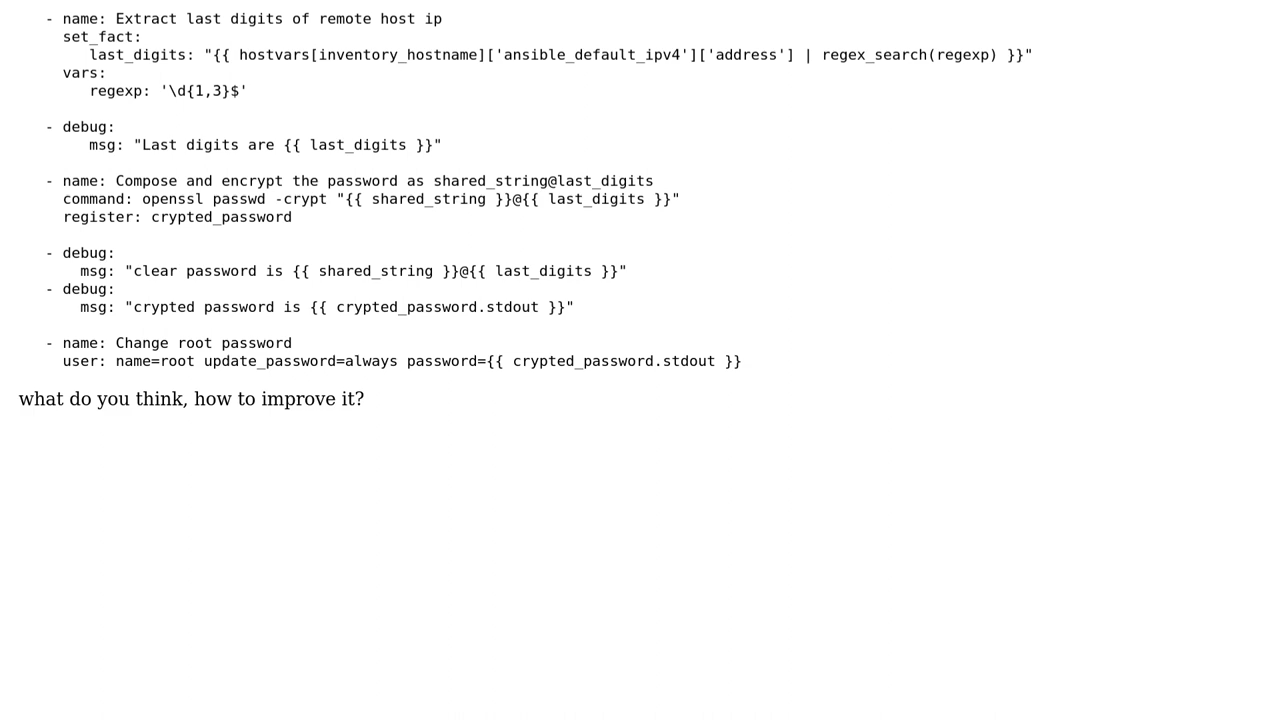 - name: Extract last digits of remote host ip
  set_fact:
     last_digits: "{{ hostvars[inventory_hostname]['ansible_default_ipv4']['address'] | regex_search(regexp) }}"
  vars:
     regexp: '\d{1,3}$'

- debug:
     msg: "Last digits are {{ last_digits }}"

- name: Compose and encrypt the password as shared_string@last_digits
  command: openssl passwd -crypt "{{ shared_string }}@{{ last_digits }}"
  register: crypted_password

- debug:
    msg: "clear password is {{ shared_string }}@{{ last_digits }}"
- debug:
    msg: "crypted password is {{ crypted_password.stdout }}"

- name: Change root password
  user: name=root update_password=always password={{ crypted_password.stdout }}
what do you think, how to improve it?